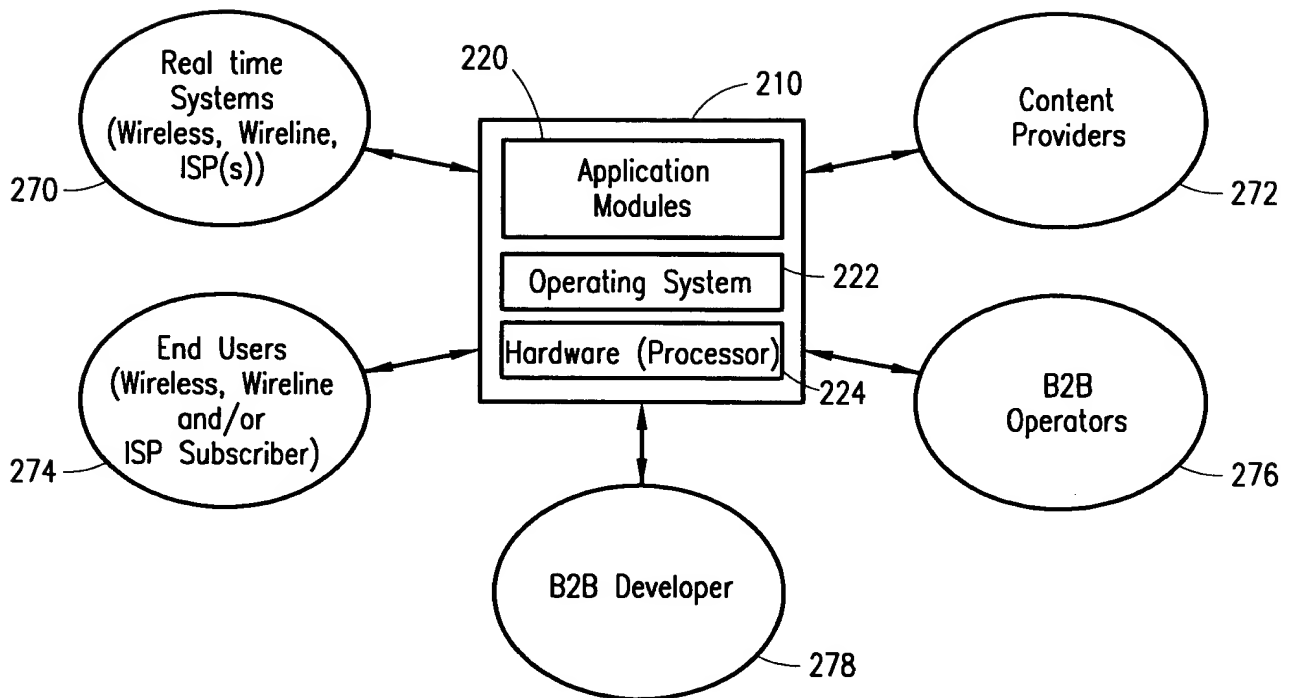 220
210
Real time
Systems
(Wireless, Wireline,
ISP(s))
270
Application
Modules
Content
Providers
272
Operating System
222
Hardware (Processor)
224
End Users
(Wireless, Wireline
and/or
ISP Subscriber)
274
B2B
Operators
276
B2B Developer
278